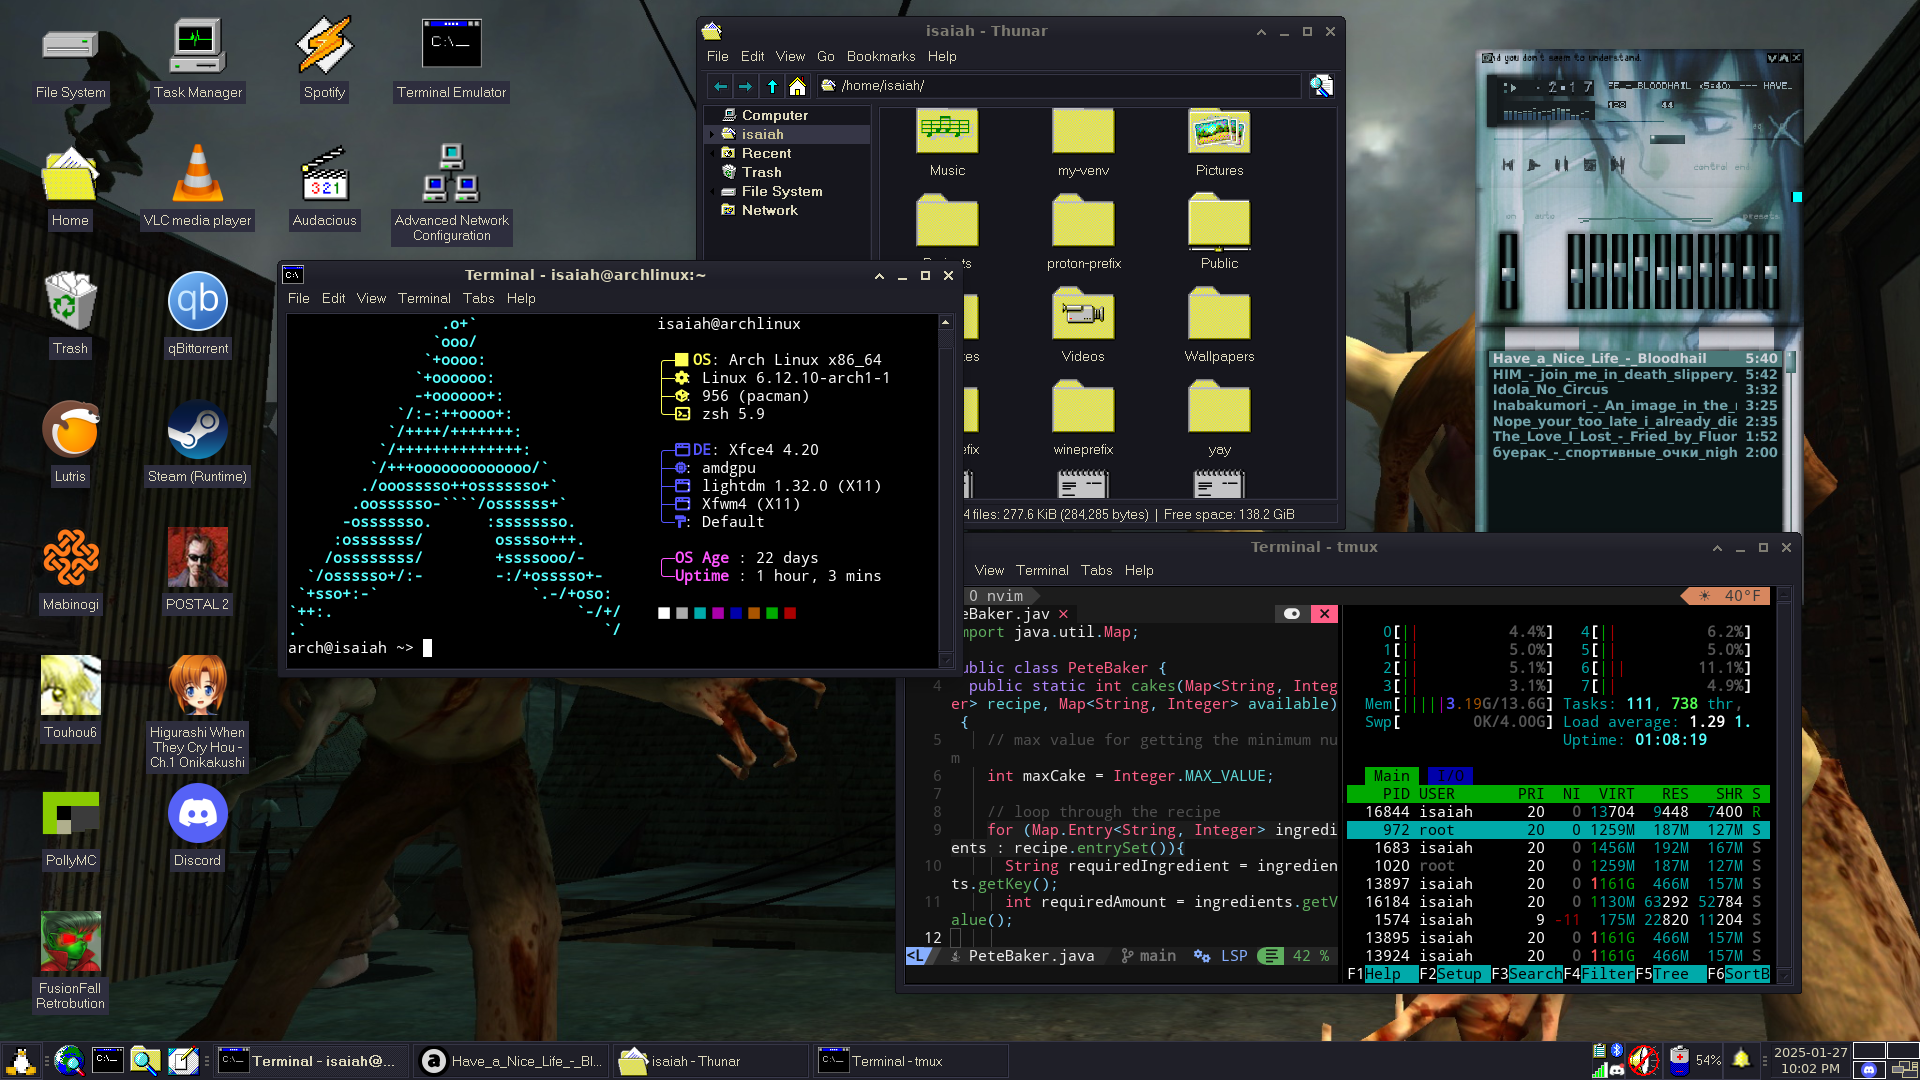 File System
Task Manager
Spotify
Terminal Emulator
Home
VLC media player
Audacious
Advanced Network
Configuration
Trash
qBittorrent
Lutris
Steam (Runtime)
Mabinogi
POSTAL 2
Touhou6
Higurashi When
They Cry Hou -
Ch.1 Onikakushi
PollyMC
Discord
FusionFall
Retrobution
isaiah - Thunar
File Edit View Go Bookmarks Help
/home/isaiah/
Computer
isaiah
Recent
Trash
File System
Network
Music my-venv Pictures
proton-prefix Public
Videos Wallpapers
wineprefix yay
4 files: 277.6 KiB (284,285 bytes) | Free space: 138.2 GiB
Terminal - isaiah@archlinux:~
File Edit View Terminal Tabs Help
isaiah@archlinux
OS: Arch Linux x86_64
Linux 6.12.10-arch1-1
956 (pacman)
zsh 5.9
DE: Xfce4 4.20
: amdgpu
: lightdm 1.32.0 (X11)
: Xfwm4 (X11)
: Default
OS Age : 22 days
Uptime : 1 hour, 3 mins
arch@isaiah ~>
And you don't seem to understand.
BLOODHAIL (5:40) --- HAVE
128 44
control end
on auto presets
Have_a_Nice_Life_-_Bloodhail 5:40
HIM_-_join_me_in_death_slippery_ 5:42
Idola_No_Circus 3:32
Inabakumori_-_An_image_in_the_ 3:25
Nope_your_too_late_i_already_die 2:35
The_Love_I_Lost_-_Fried_by_Fluor 1:52
буерак_-_спортивные_очки_nigh 2:00
Terminal - tmux
View Terminal Tabs Help
0 nvim
40°F
eBaker.jav ×
mport java.util.Map;
ublic class PeteBaker {
4 public static int cakes(Map<String, Integ
er> recipe, Map<String, Integer> available)
{
5 // max value for getting the minimum nu
m
6 int maxCake = Integer.MAX_VALUE;
7
8 // loop through the recipe
9 for (Map.Entry<String, Integer> ingredi
ents : recipe.entrySet()){
10 String requiredIngredient = ingredien
ts.getKey();
11 int requiredAmount = ingredients.getV
alue();
12
<L PeteBaker.java main LSP 42 %
0[|| 4.4%] 4[|| 6.2%]
1[|| 5.0%] 5[|| 5.0%]
2[|| 5.1%] 6[||| 11.1%]
3[|| 3.1%] 7[|| 4.9%]
Mem[|||||3.19G/13.6G] Tasks: 111, 738 thr,
Swp[ 0K/4.00G] Load average: 1.29 1.
Uptime: 01:08:19
Main I/O
PID USER PRI NI VIRT RES SHR S
16844 isaiah 20 0 13704 9448 7400 R
972 root 20 0 1259M 187M 127M S
1683 isaiah 20 0 1456M 192M 167M S
1020 root 20 0 1259M 187M 127M S
13897 isaiah 20 0 1161G 466M 157M S
16184 isaiah 20 0 1130M 63292 52784 S
1574 isaiah 9 -11 175M 22820 11204 S
13895 isaiah 20 0 1161G 466M 157M S
13924 isaiah 20 0 1161G 466M 157M S
F1Help F2Setup F3SearchF4FilterF5Tree F6SortB
Terminal - isaiah@...
Have_a_Nice_Life_-_Bl...
isaiah - Thunar
Terminal - tmux
54%
2025-01-27
10:02 PM